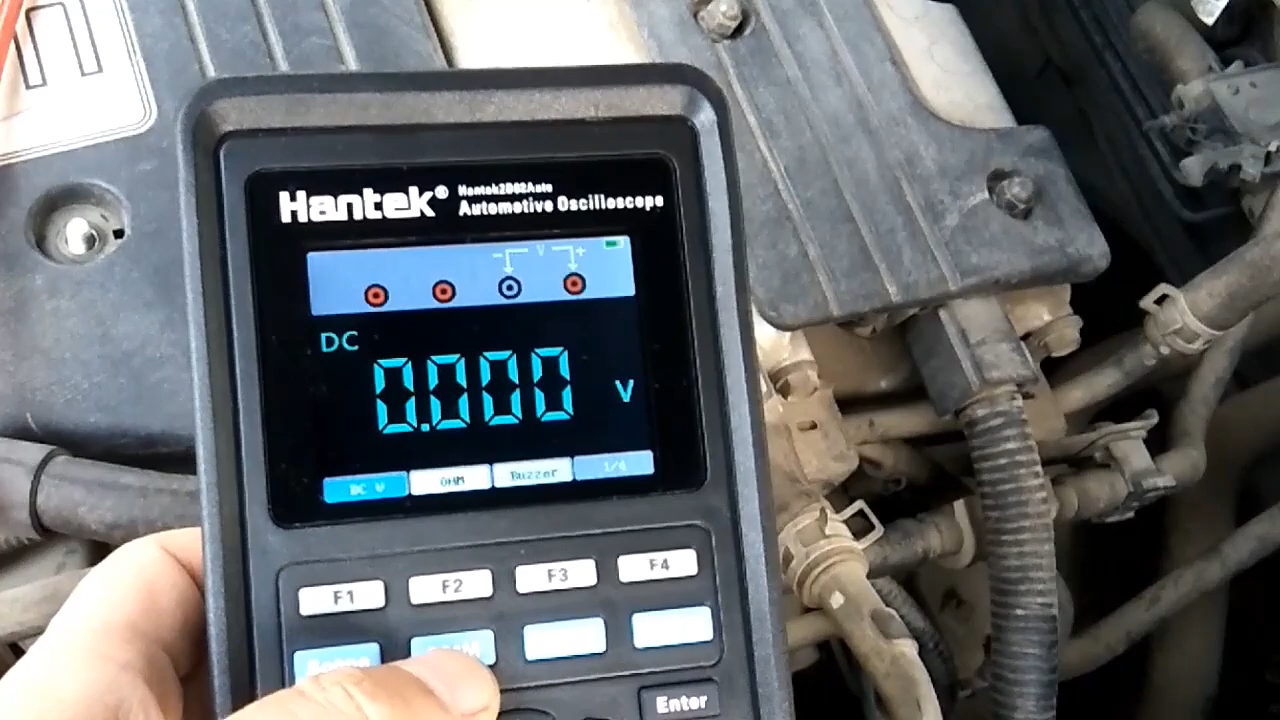 Hantek®
Hantek2D82Auto
Automotive Oscilloscope
- V +
DC
0.000 V
DC V OHM Buzzer 1/4
F1 F2 F3 F4
Enter